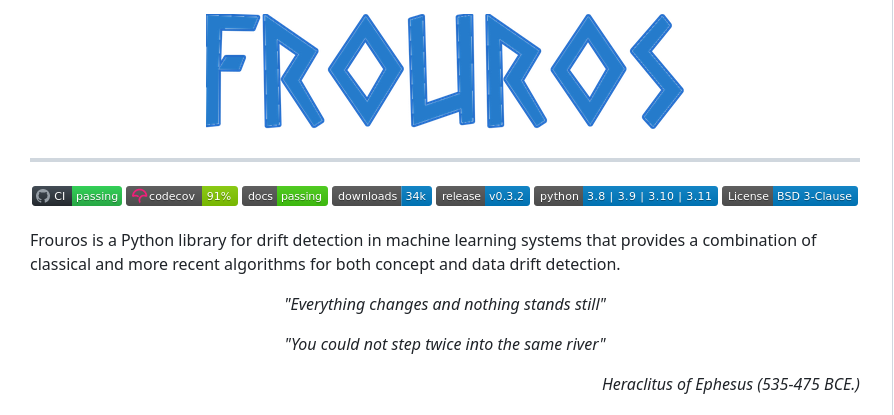 FROUROS
CI passing codecov 91% docs passing downloads 34k release v0.3.2 python 3.8 | 3.9 | 3.10 | 3.11 License BSD 3-Clause
Frouros is a Python library for drift detection in machine learning systems that provides a combination of
classical and more recent algorithms for both concept and data drift detection.
"Everything changes and nothing stands still"
"You could not step twice into the same river"
Heraclitus of Ephesus (535-475 BCE.)